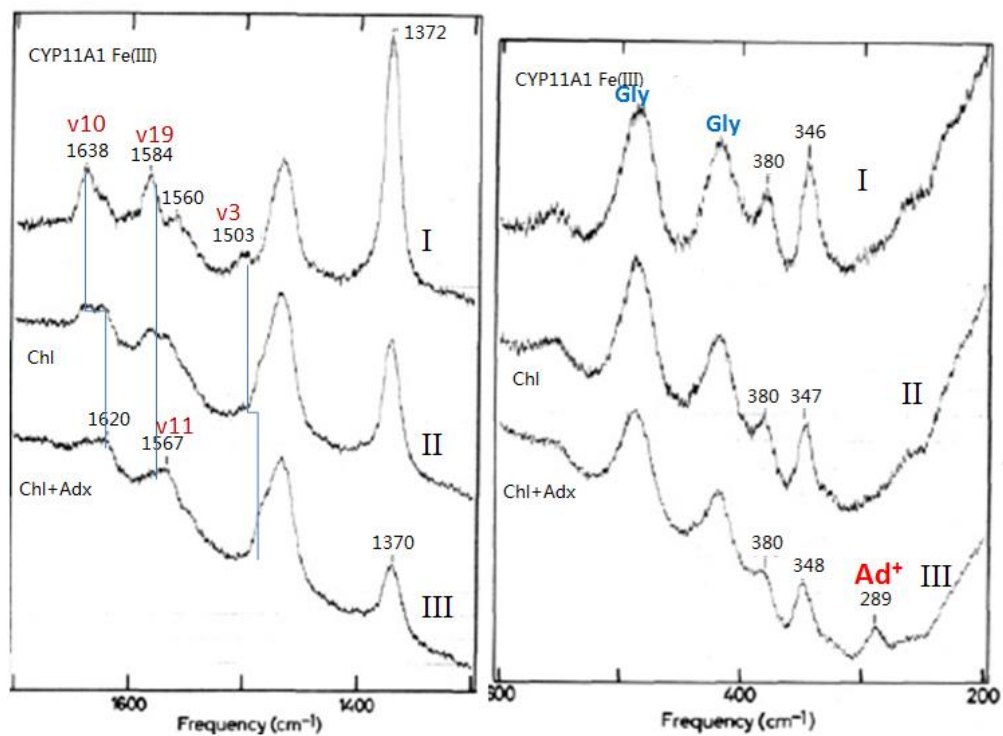 CYP11A1 Fe(III)
1372
v10
1638
v19
1584
1560
v3
1503
I
Chl
1620
v11
1567
II
Chl+Adx
1370
III
1600
1400
Frequency (cm⁻¹)
CYP11A1 Fe(III)
Gly
Gly
380
346
I
Chl
380
347
II
Chl+Adx
380
348
Ad⁺
289
III
600
400
200
Frequency (cm⁻¹)